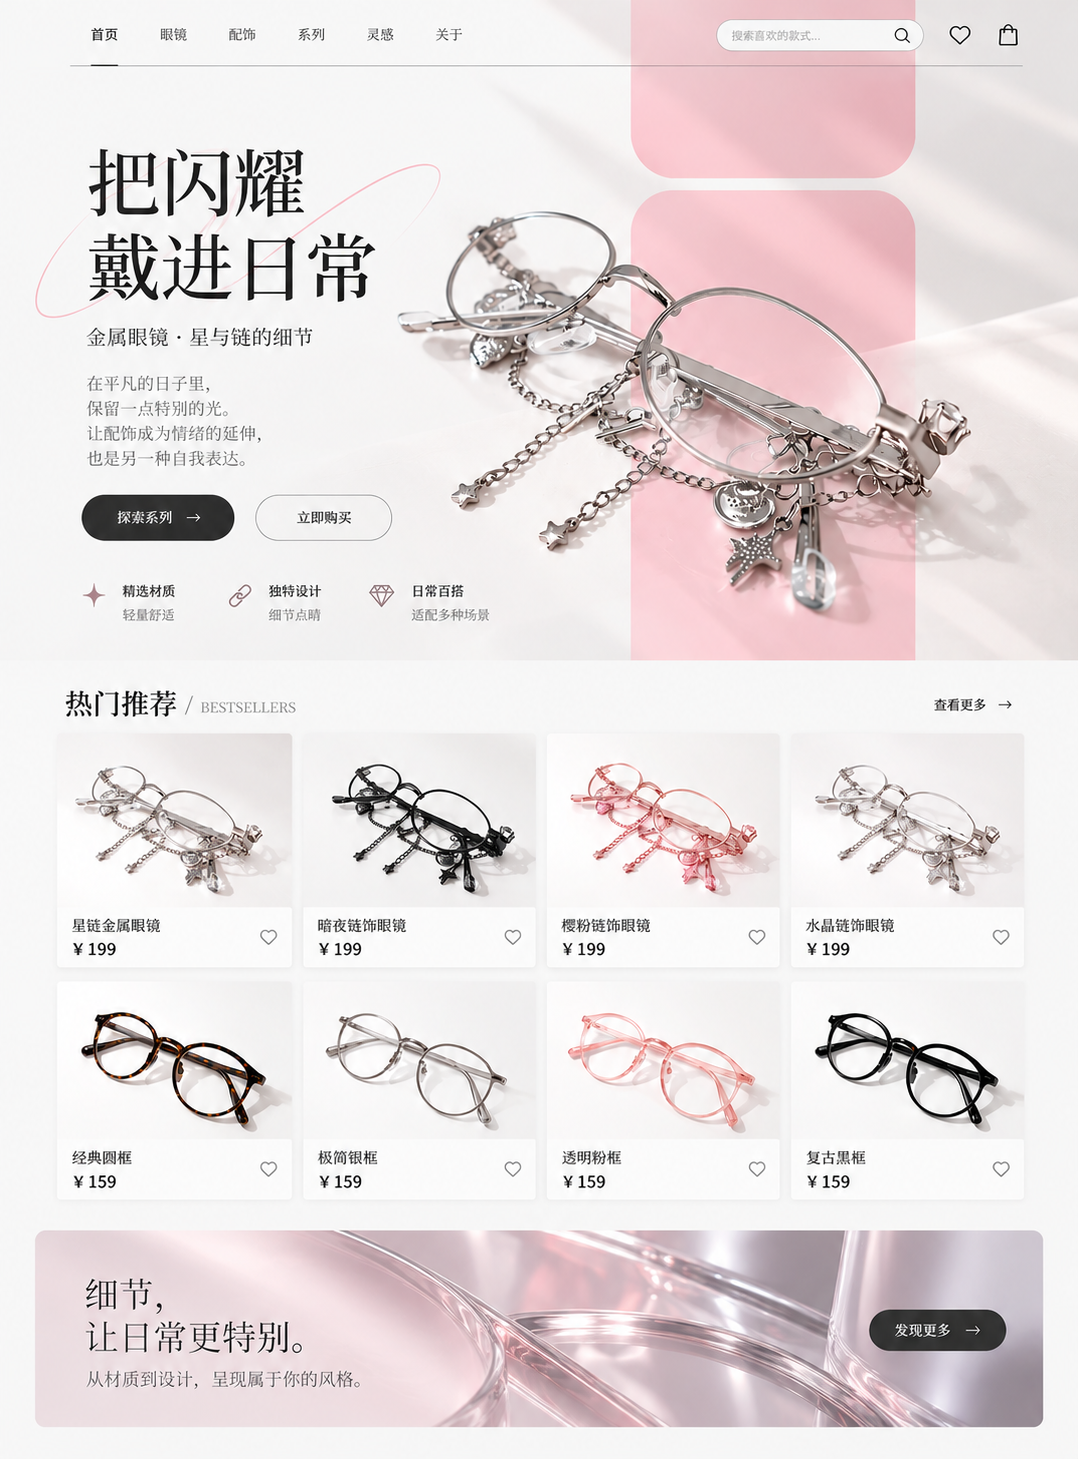 首页 眼镜 配饰 系列 灵感 关于 搜索喜欢的款式...
把闪耀
戴进日常
金属眼镜 · 星与链的细节
在平凡的日子里，
保留一点特别的光。
让配饰成为情绪的延伸，
也是另一种自我表达。
探索系列 → 立即购买
精选材质 独特设计 日常百搭
轻量舒适 细节点睛 适配多种场景
热门推荐 / BESTSELLERS 查看更多 →
星链金属眼镜 暗夜链饰眼镜 樱粉链饰眼镜 水晶链饰眼镜
¥ 199 ¥ 199 ¥ 199 ¥ 199
经典圆框 极简银框 透明粉框 复古黑框
¥ 159 ¥ 159 ¥ 159 ¥ 159
细节，
让日常更特别。
发现更多 →
从材质到设计，呈现属于你的风格。